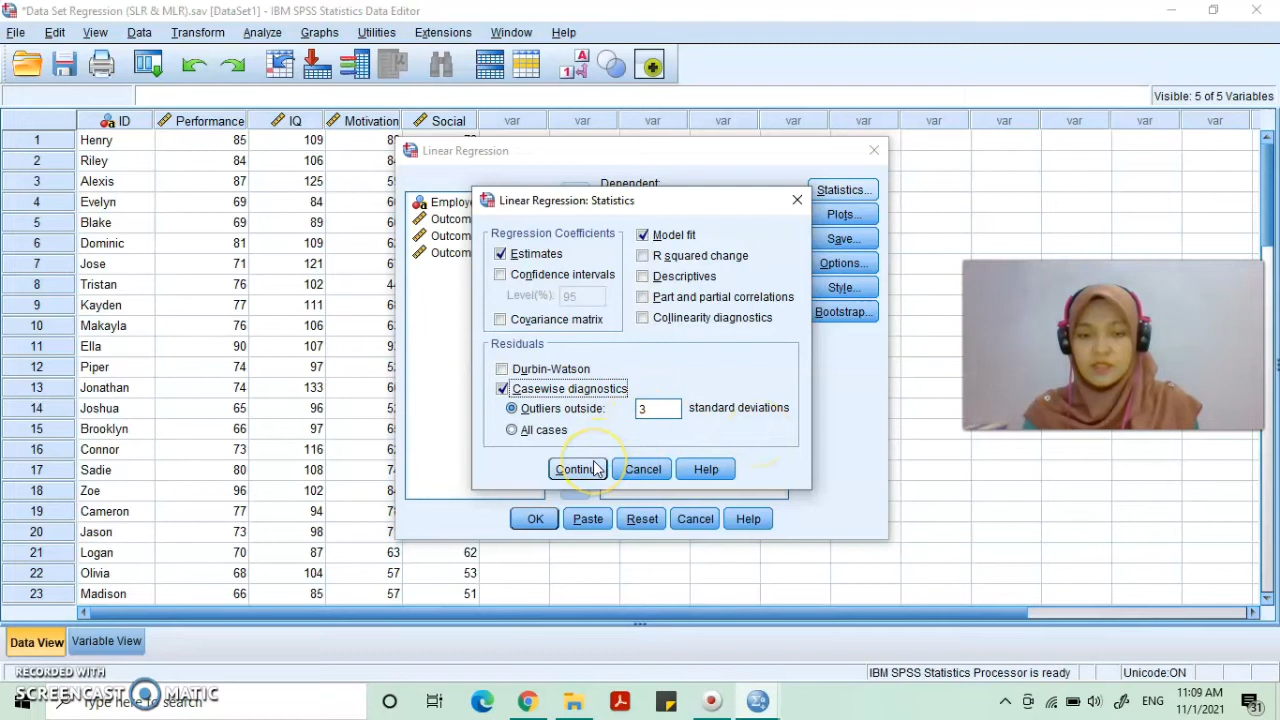 *Data Set Regression (SLR & MLR).sav [DataSet1] - IBM SPSS Statistics Data Editor
File Edit View Data Transform Analyze Graphs Utilities Extensions Window Help
Visible: 5 of 5 Variables
ID Performance IQ Motivation Social var var var var var var var var var var var
1 Henry 85 109
2 Riley 84 106
3 Alexis 87 125
4 Evelyn 69 84
5 Blake 69 89
6 Dominic 81 109
7 Jose 71 121
8 Tristan 76 84
9 Kayden 77 111
10 Makayla 76 106
11 Ella 90 107
12 Piper 74 97
13 Jonathan 74 133
14 Joshua 65 96
15 Brooklyn 66 92
16 Connor 73 116
17 Sadie 80 108
18 Zoe 96 102
19 Cameron 77 94
20 Jason 73 98
21 Logan 70 87 63 62
22 Olivia 68 104 57 53
23 Madison 66 85 57 51
Linear Regression
Dependent:
Employe
Outcom
Outcom
Outcom
Statistics...
Plots...
Save...
Options...
Style...
Bootstrap...
Linear Regression: Statistics
Regression Coefficients
Estimates
Confidence intervals
Level(%): 95
Covariance matrix
Model fit
R squared change
Descriptives
Part and partial correlations
Collinearity diagnostics
Residuals
Durbin-Watson
Casewise diagnostics
Outliers outside: 3 standard deviations
All cases
Continue Cancel Help
OK Paste Reset Cancel Help
Data View Variable View
IBM SPSS Statistics Processor is ready Unicode:ON
RECORDED WITH
SCREENCAST MATIC
Type here to search
ENG
11:09 AM
11/1/2021
31